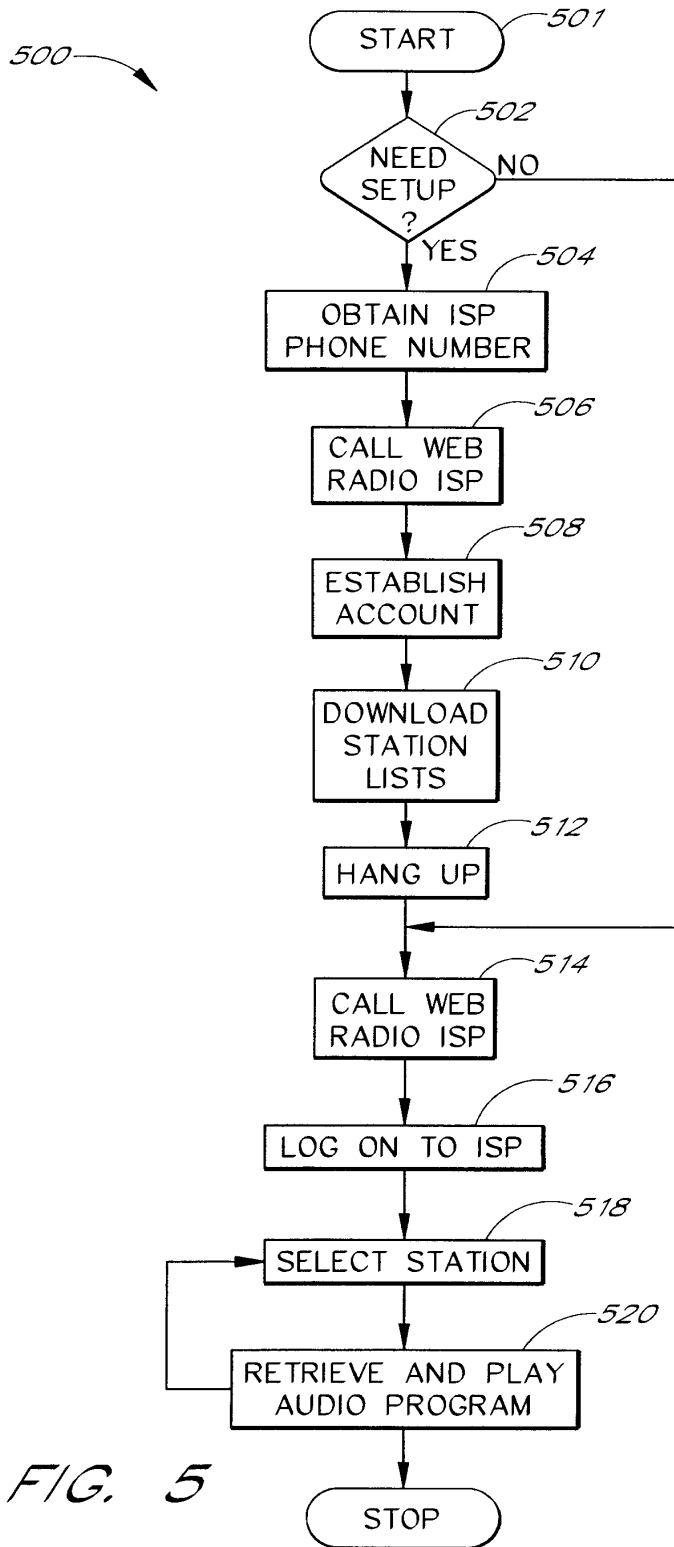 START
501
500
502
NEED
SETUP
?
NO
YES
504
OBTAIN ISP
PHONE NUMBER
506
CALL WEB
RADIO ISP
508
ESTABLISH
ACCOUNT
510
DOWNLOAD
STATION
LISTS
512
HANG UP
514
CALL WEB
RADIO ISP
516
LOG ON TO ISP
518
SELECT STATION
520
RETRIEVE AND PLAY
AUDIO PROGRAM
FIG. 5
STOP